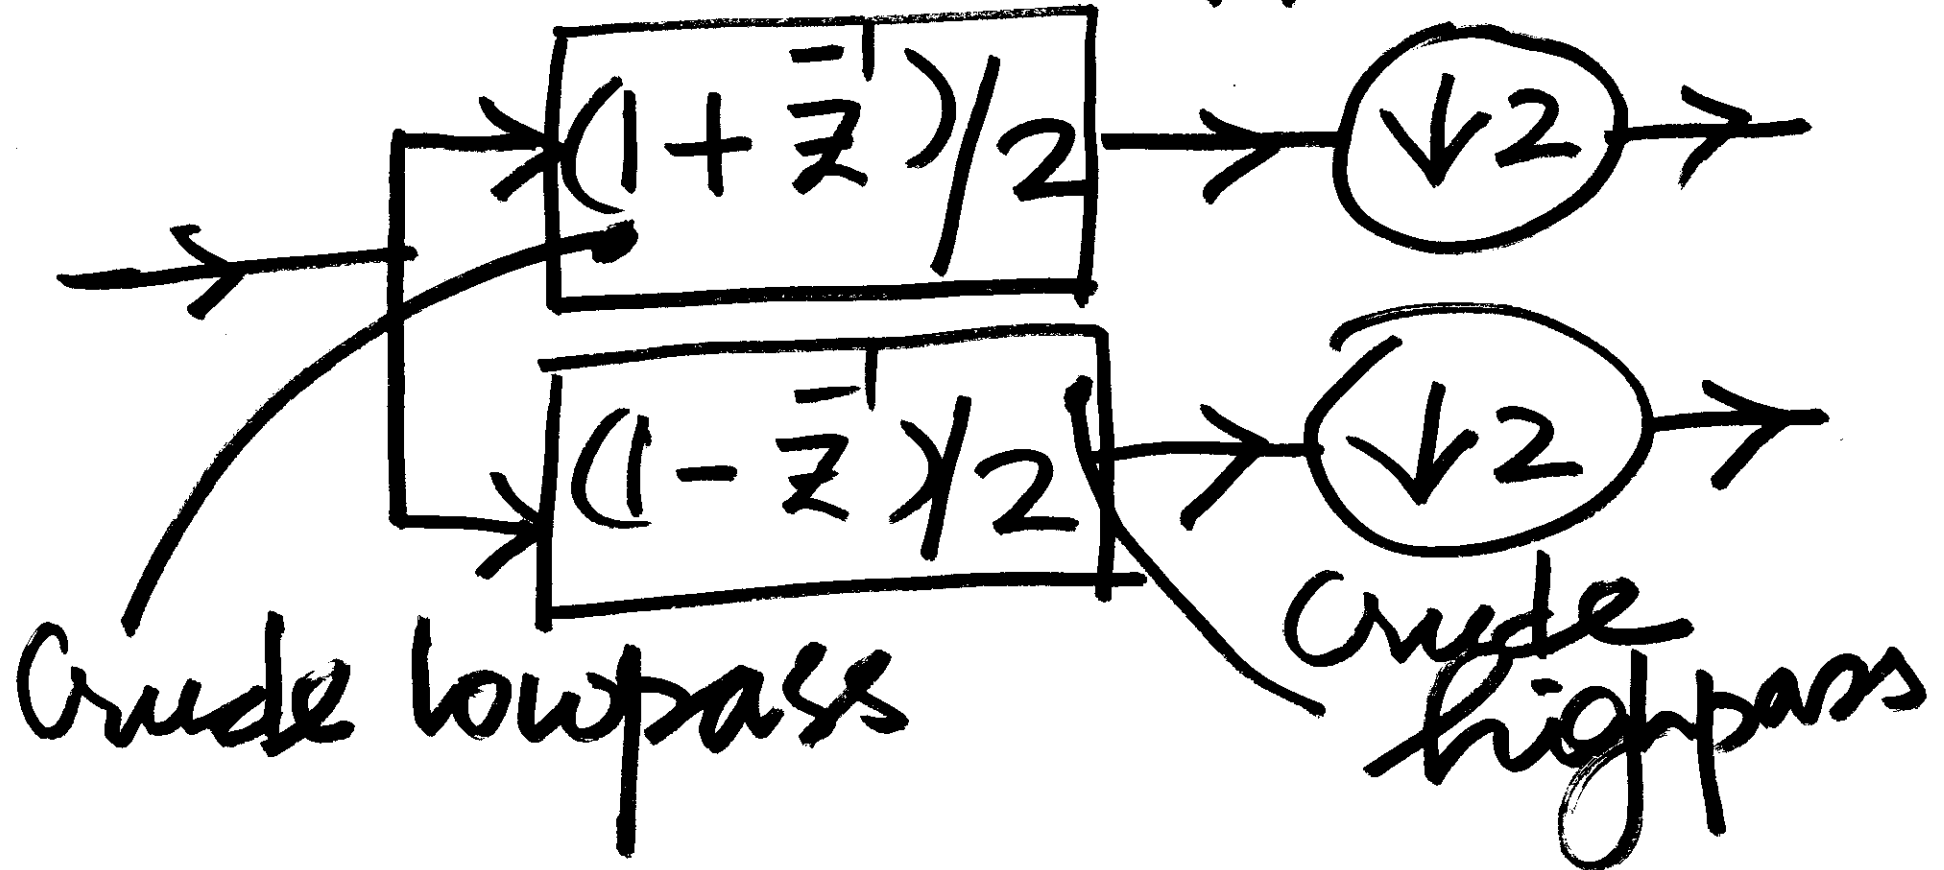 (1 + z⁻¹)/2
↓2
(1 - z⁻¹)/2
↓2
Crude lowpass
Crude
highpass